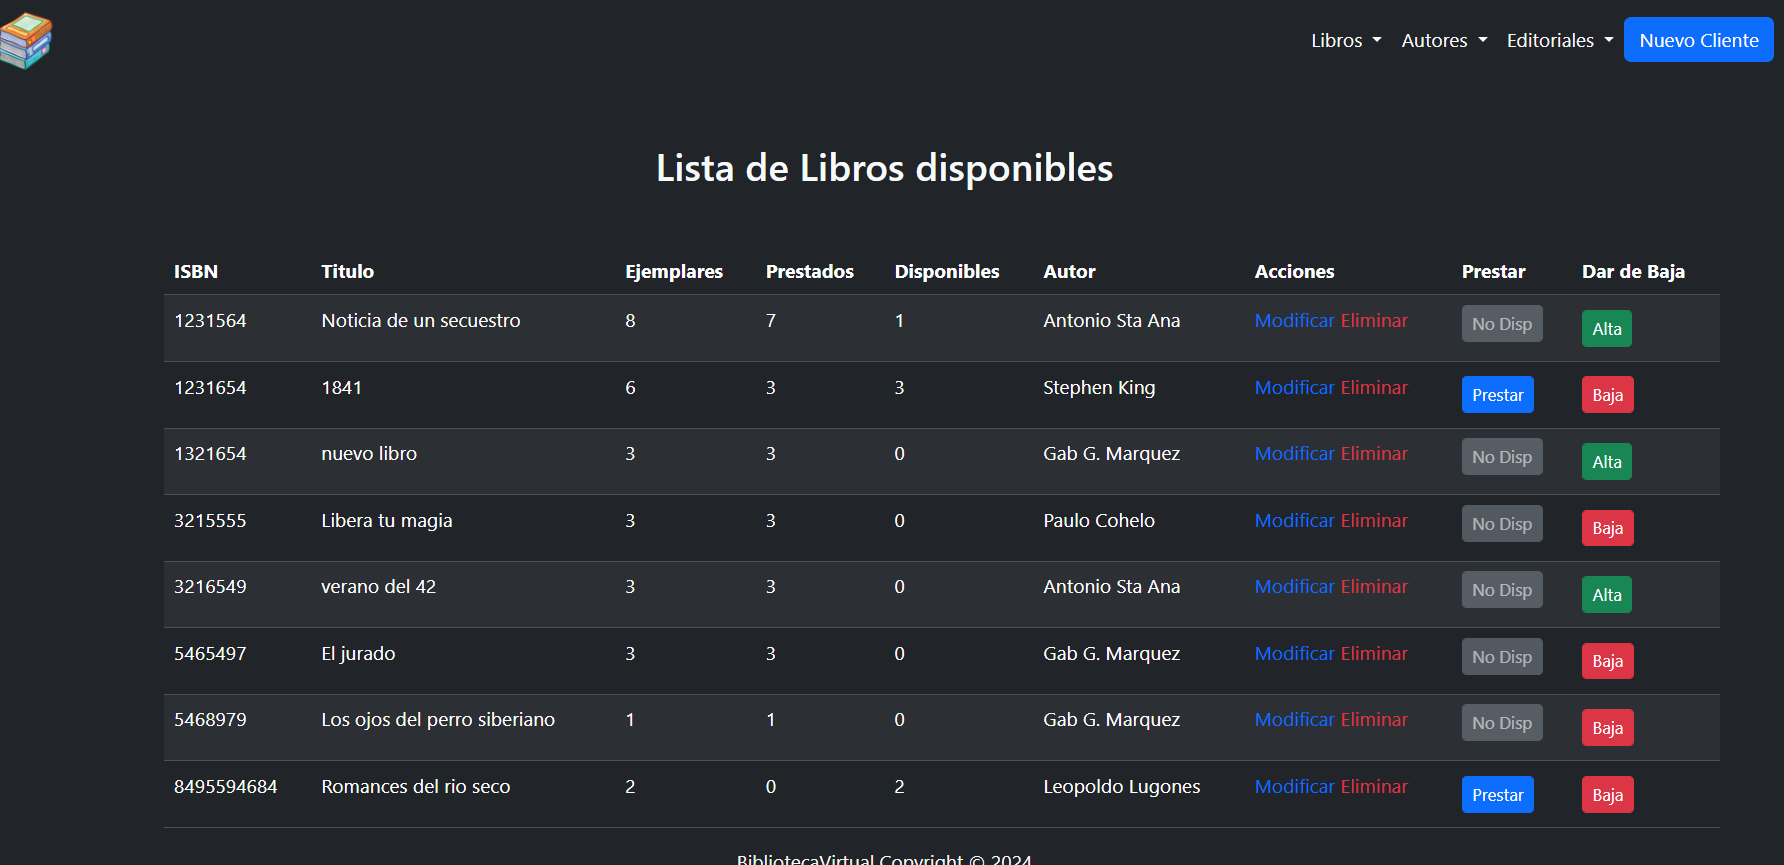 Libros Autores Editoriales Nuevo Cliente
Lista de Libros disponibles
ISBN Titulo Ejemplares Prestados Disponibles Autor Acciones Prestar Dar de Baja
1231564 Noticia de un secuestro 8 7 1 Antonio Sta Ana Modificar Eliminar No Disp Alta
1231654 1841 6 3 3 Stephen King Modificar Eliminar Prestar Baja
1321654 nuevo libro 3 3 0 Gab G. Marquez Modificar Eliminar No Disp Alta
3215555 Libera tu magia 3 3 0 Paulo Cohelo Modificar Eliminar No Disp Baja
3216549 verano del 42 3 3 0 Antonio Sta Ana Modificar Eliminar No Disp Alta
5465497 El jurado 3 3 0 Gab G. Marquez Modificar Eliminar No Disp Baja
5468979 Los ojos del perro siberiano 1 1 0 Gab G. Marquez Modificar Eliminar No Disp Baja
8495594684 Romances del rio seco 2 0 2 Leopoldo Lugones Modificar Eliminar Prestar Baja
BibliotecaVirtual Copyright © 2024